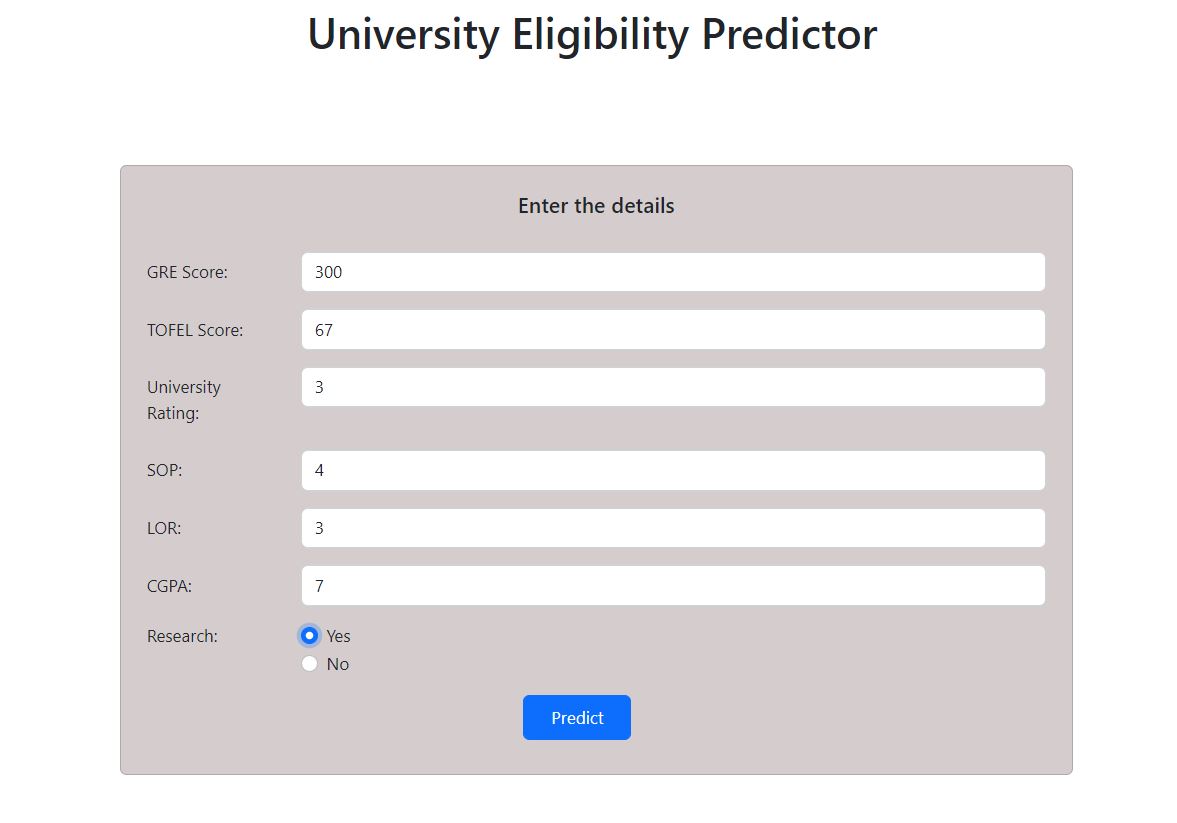 University Eligibility Predictor
Enter the details
GRE Score: 300
TOFEL Score: 67
University 3
Rating:
SOP: 4
LOR: 3
CGPA: 7
Research: Yes
No
Predict